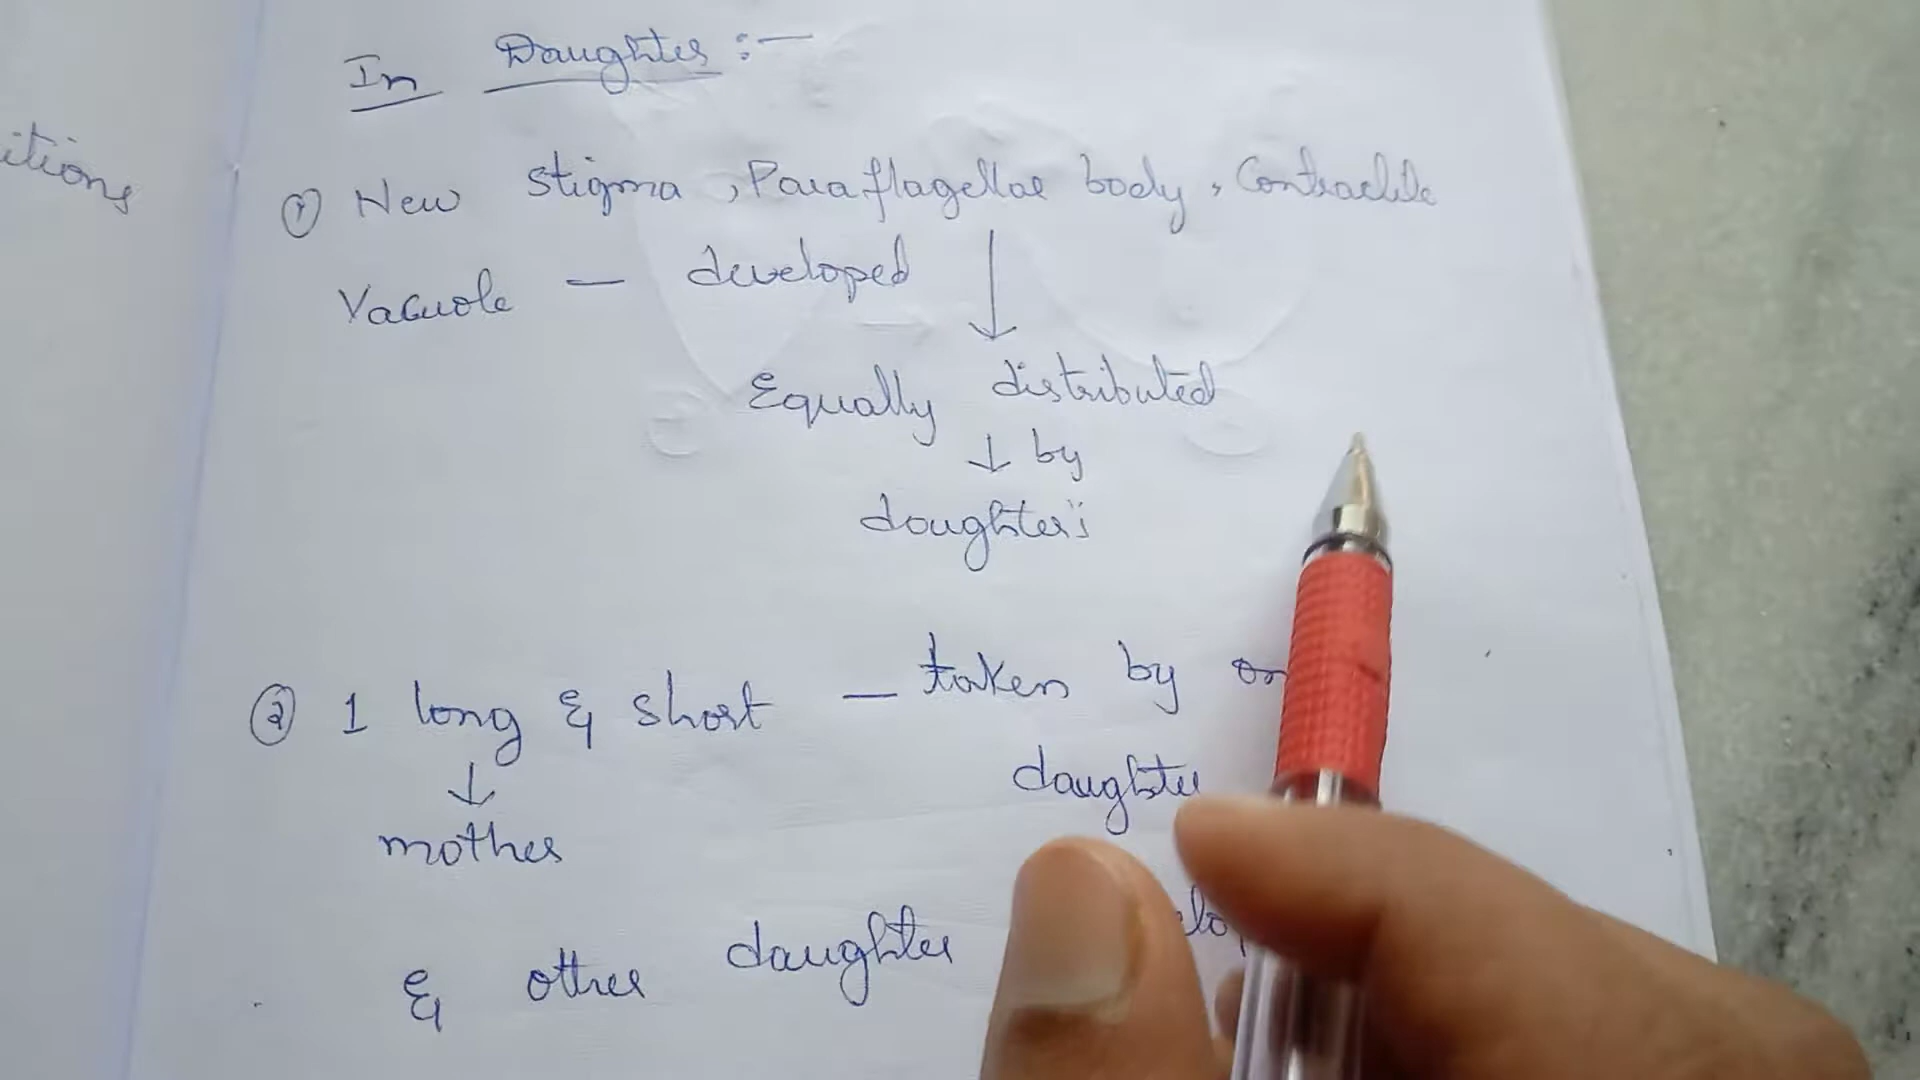 itions
In Daughter :-
① New Stigma, Paraflagellar body, Contractile
Vacuole — developed ↓
Equally distributed
↓ by
doughter's
② 1 long & short — taken by
↓
daughter
mother
& other daughter